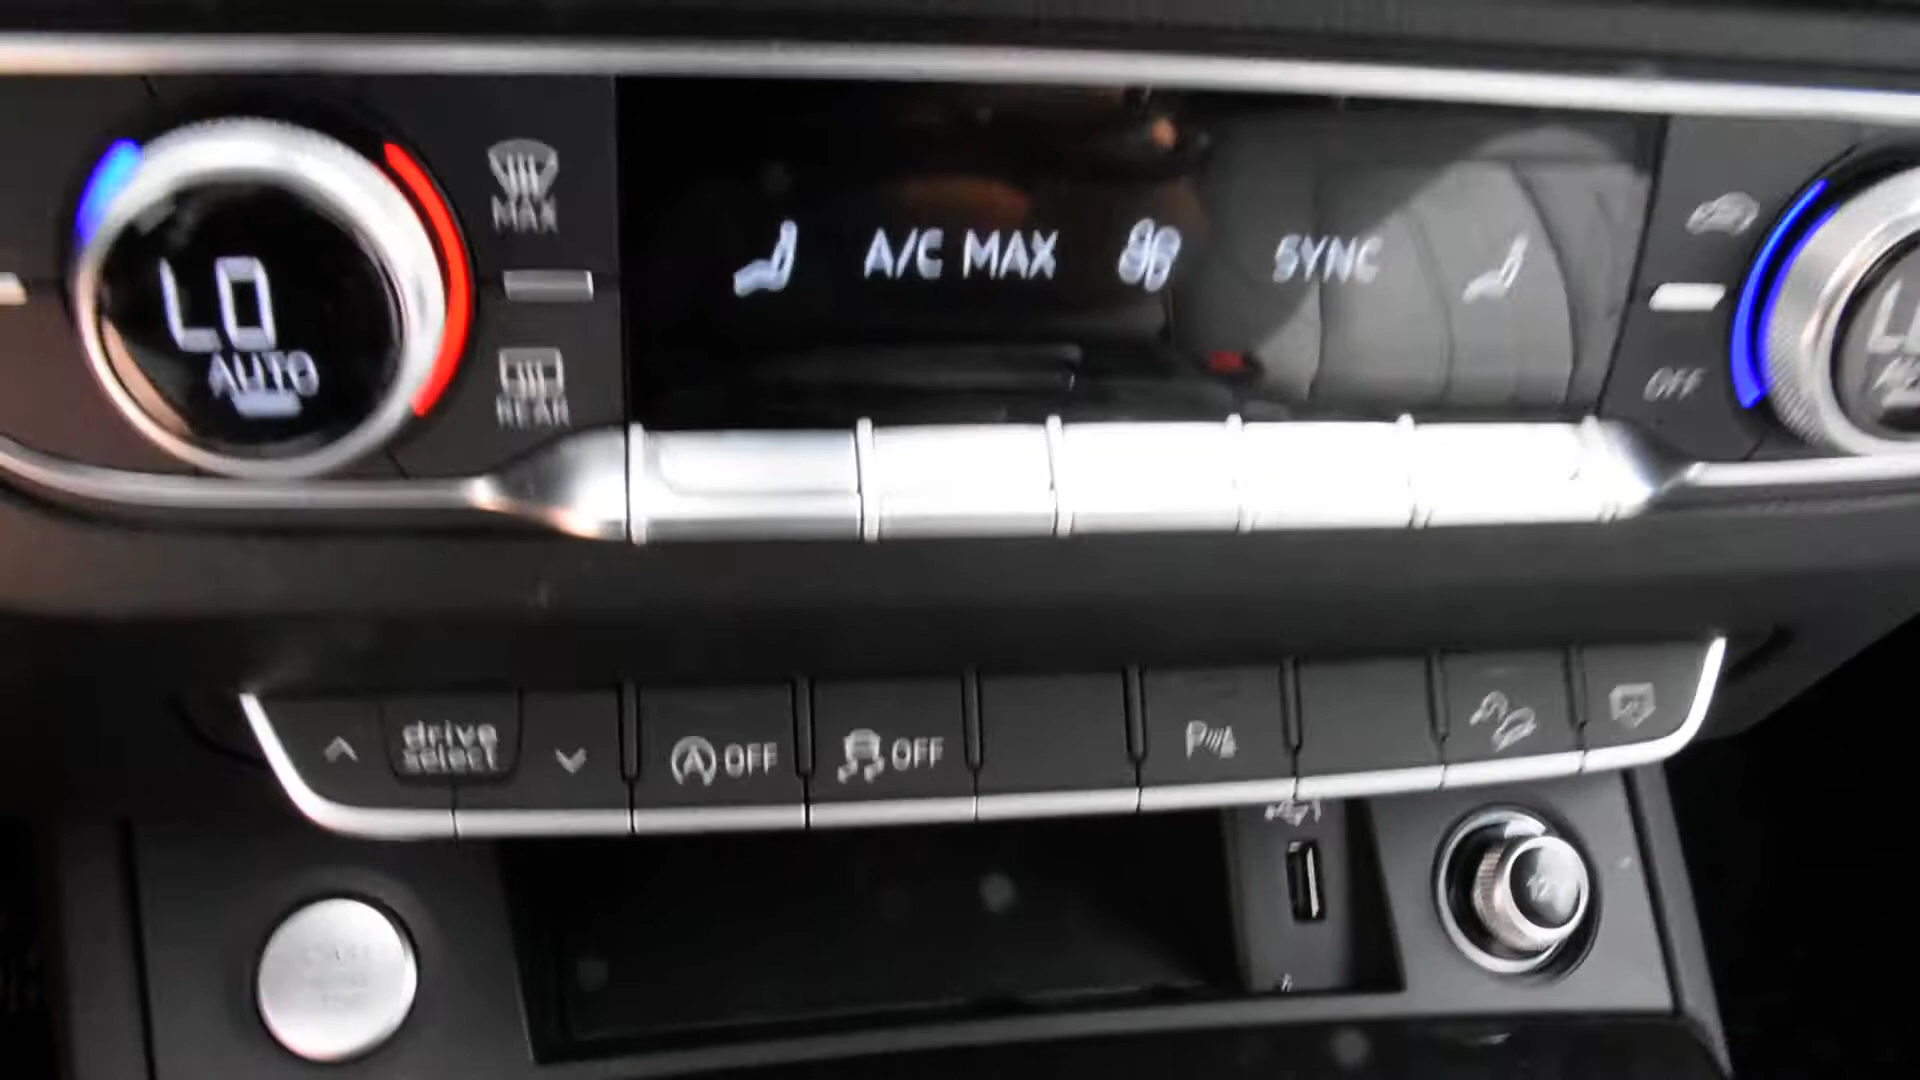 MAX
LO
AUTO
REAR
A/C MAX
SYNC
OFF
drive
select
A OFF
OFF
P